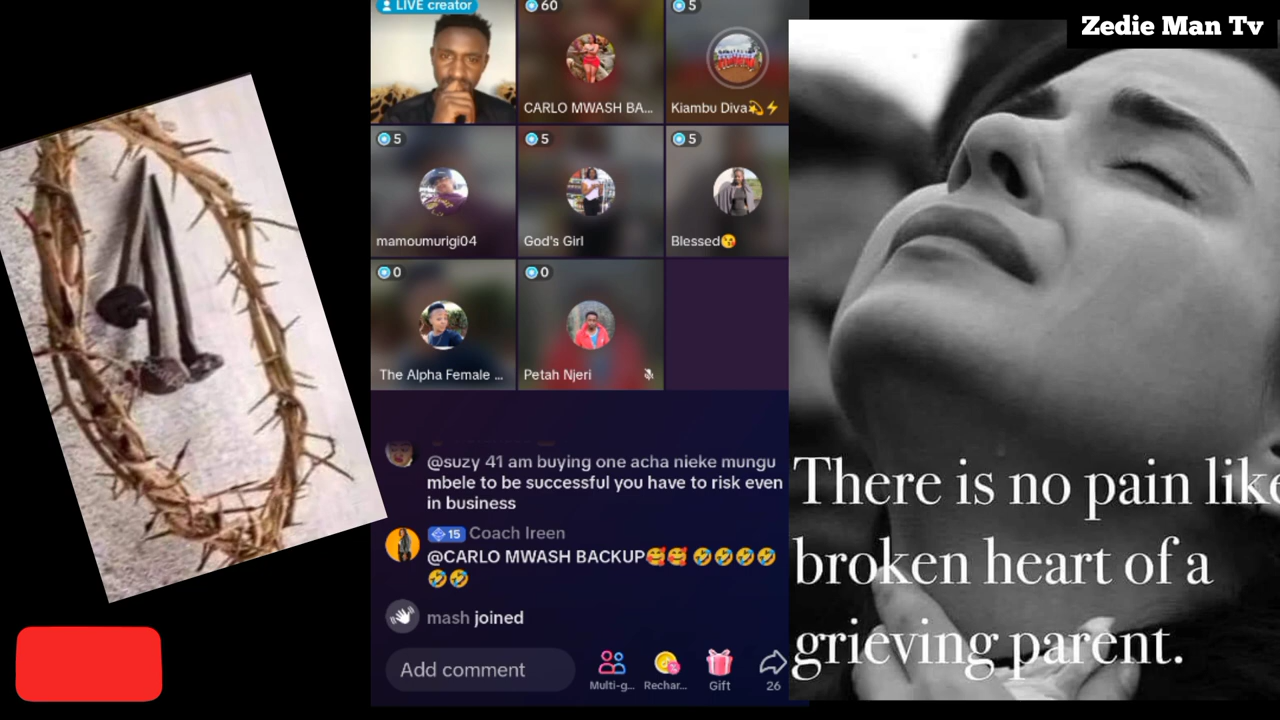 LIVE creator
60
5
Zedie Man Tv
CARLO MWASH BA...
Kiambu Diva💫⚡
5
5
5
mamoumurigi04
God's Girl
Blessed😘
0
0
The Alpha Female ...
Petah Njeri
@suzy 41 am buying one acha nieke mungu
mbele to be successful you have to risk even
in business
15 Coach Ireen
@CARLO MWASH BACKUP🥰🥰 🤣🤣🤣🤣
🤣🤣
mash joined
Add comment
Multi-g...
Rechar...
Gift
26
There is no pain like
broken heart of a
grieving parent.